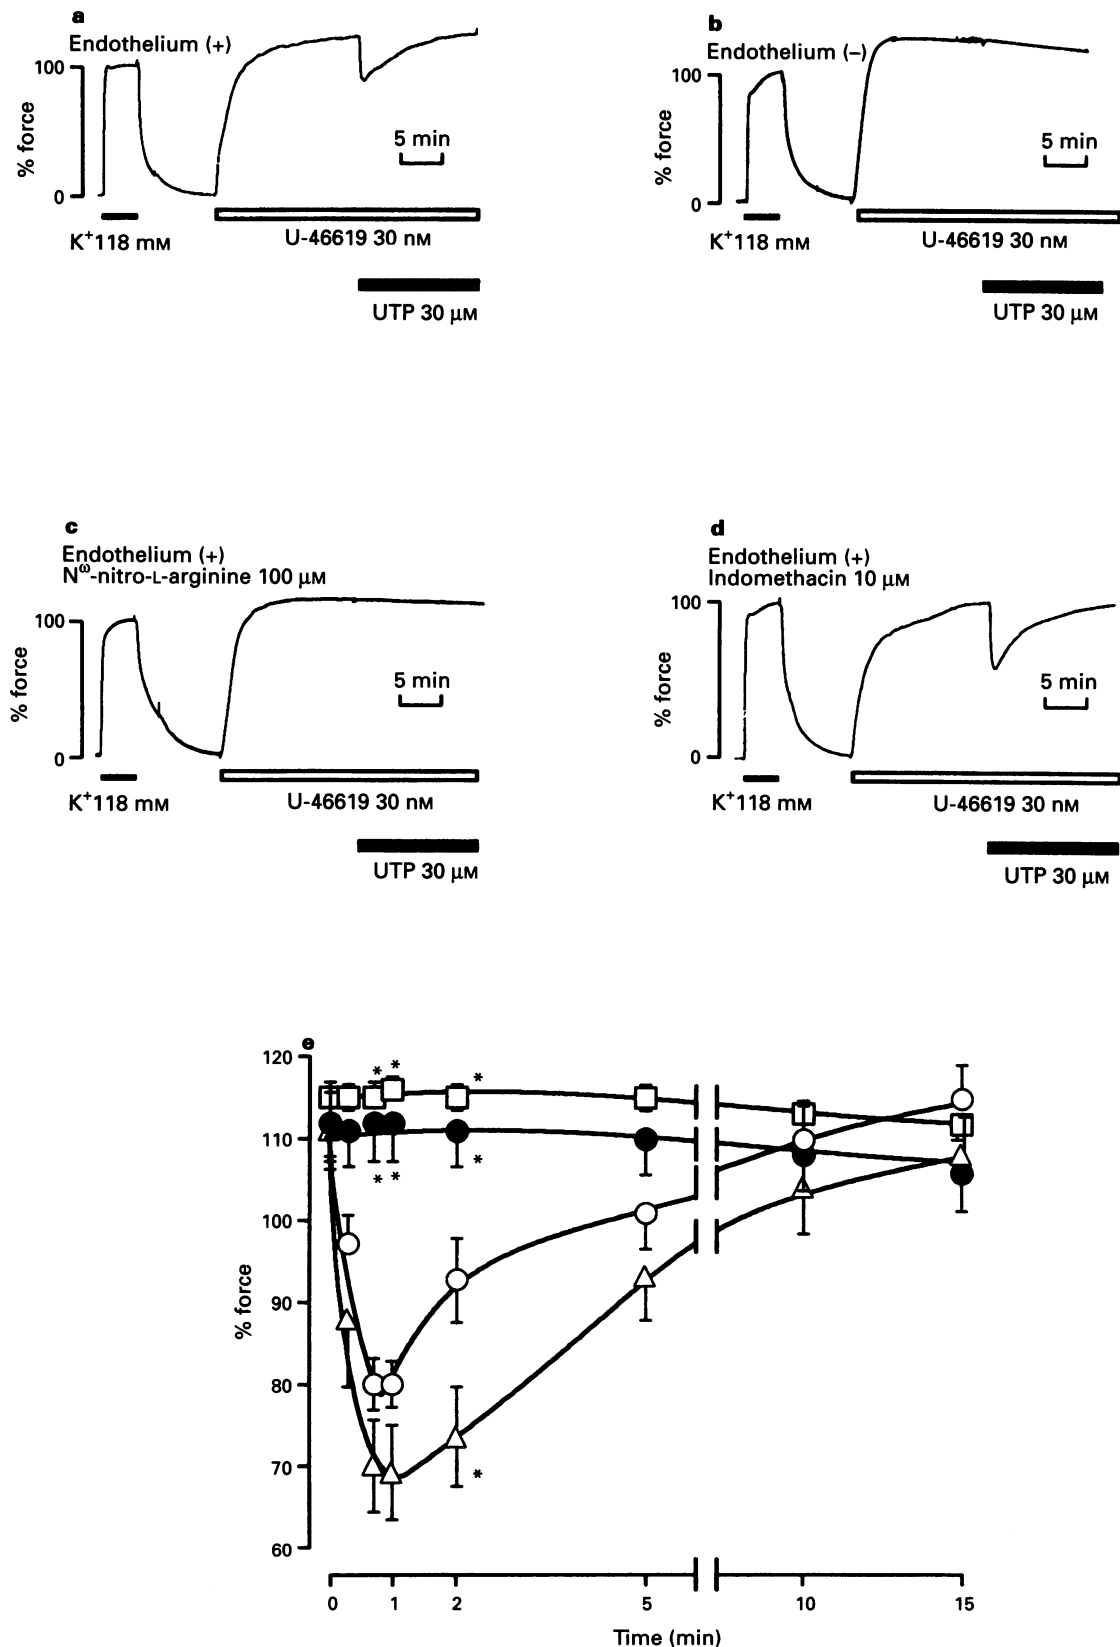 a
Endothelium (+)
100
% force
0
5 min
K+118 mM
U-46619 30 nM
UTP 30 µM
b
Endothelium (–)
100
% force
0
5 min
K+118 mM
U-46619 30 nM
UTP 30 µM
c
Endothelium (+)
Nω-nitro-L-arginine 100 µM
100
% force
0
5 min
K+118 mM
U-46619 30 nM
UTP 30 µM
d
Endothelium (+)
Indomethacin 10 µM
100
% force
0
5 min
K+118 mM
U-46619 30 nM
UTP 30 µM
e
120
110
100
90
80
70
60
% force
* * *
* * *
*
0 1 2 5 10 15
Time (min)